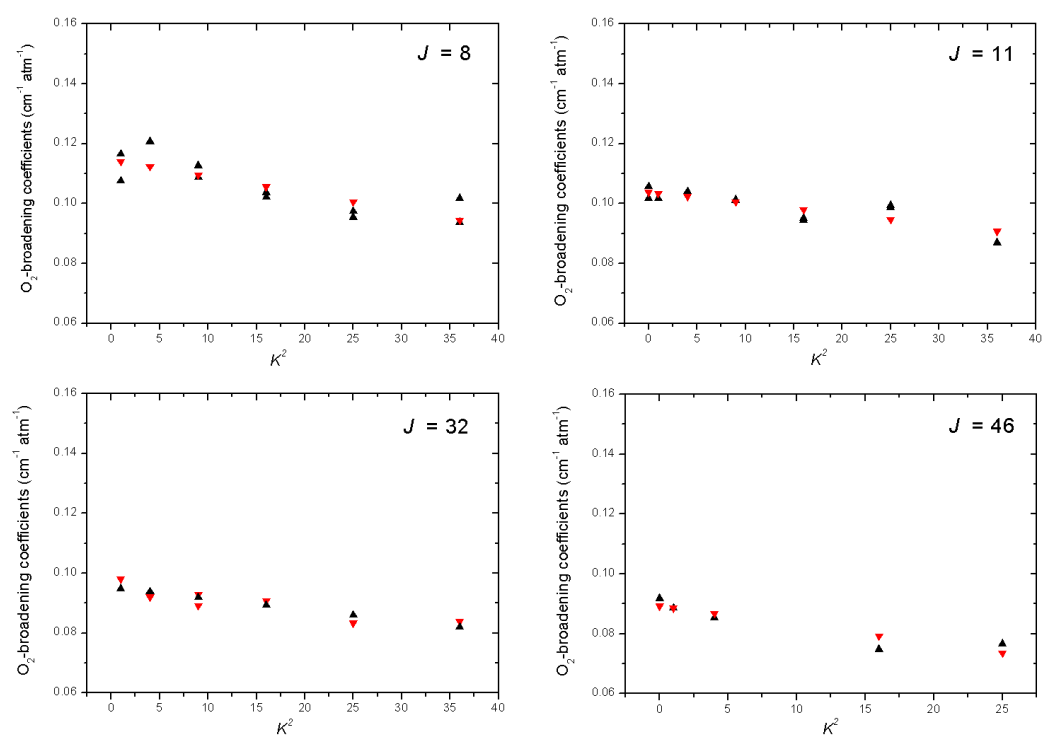 O₂-broadening coefficients (cm⁻¹ atm⁻¹)
0.16
0.14
0.12
0.10
0.08
0.06
J = 8
0 5 10 15 20 25 30 35 40
K²
O₂-broadening coefficients (cm⁻¹ atm⁻¹)
0.16
0.14
0.12
0.10
0.08
0.06
J = 11
0 5 10 15 20 25 30 35 40
K²
O₂-broadening coefficients (cm⁻¹ atm⁻¹)
0.16
0.14
0.12
0.10
0.08
0.06
J = 32
0 5 10 15 20 25 30 35 40
K²
O₂-broadening coefficients (cm⁻¹ atm⁻¹)
0.16
0.14
0.12
0.10
0.08
0.06
J = 46
0 5 10 15 20 25
K²